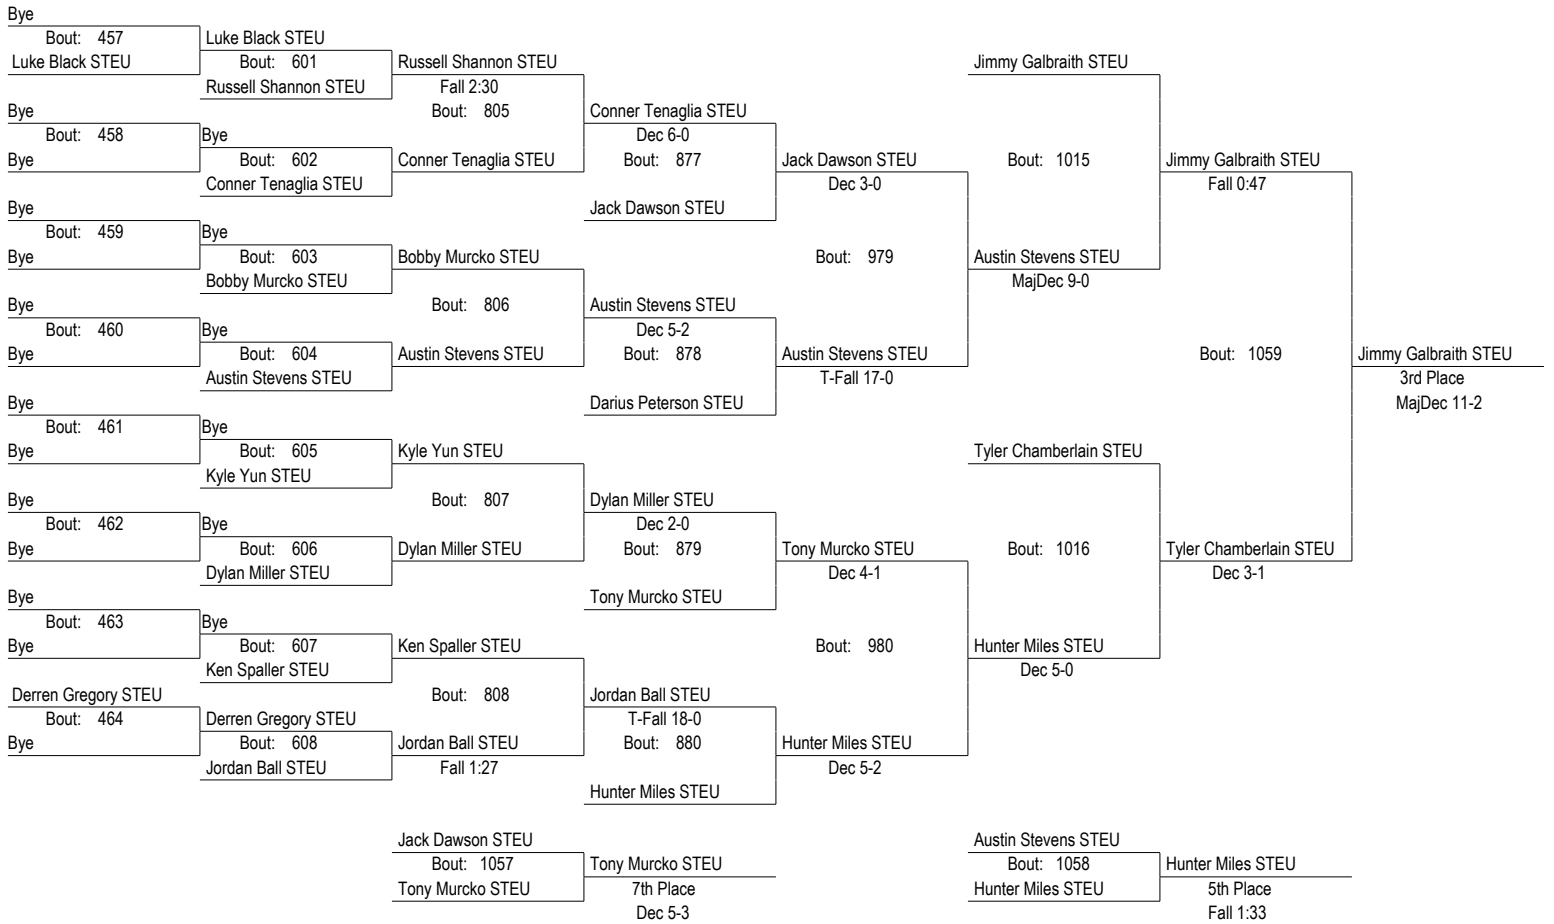 Bye
Bout: 457 Luke Black STEU
Luke Black STEU Bout: 601 Russell Shannon STEU Jimmy Galbraith STEU
Russell Shannon STEU Fall 2:30
Bye Bout: 805 Conner Tenaglia STEU
Bout: 458 Bye Dec 6-0
Bye Bout: 602 Conner Tenaglia STEU Bout: 877 Jack Dawson STEU Bout: 1015 Jimmy Galbraith STEU
Conner Tenaglia STEU Dec 3-0 Fall 0:47
Bye Jack Dawson STEU
Bout: 459 Bye
Bye Bout: 603 Bobby Murcko STEU Bout: 979 Austin Stevens STEU
Bobby Murcko STEU MajDec 9-0
Bye Bout: 806 Austin Stevens STEU
Bout: 460 Bye Dec 5-2
Bye Bout: 604 Austin Stevens STEU Bout: 878 Austin Stevens STEU Bout: 1059 Jimmy Galbraith STEU
Austin Stevens STEU T-Fall 17-0 3rd Place
Bye Darius Peterson STEU MajDec 11-2
Bout: 461 Bye
Bye Bout: 605 Kyle Yun STEU Tyler Chamberlain STEU
Kyle Yun STEU
Bye Bout: 807 Dylan Miller STEU
Bout: 462 Bye Dec 2-0
Bye Bout: 606 Dylan Miller STEU Bout: 879 Tony Murcko STEU Bout: 1016 Tyler Chamberlain STEU
Dylan Miller STEU Dec 4-1 Dec 3-1
Bye Tony Murcko STEU
Bout: 463 Bye
Bye Bout: 607 Ken Spaller STEU Bout: 980 Hunter Miles STEU
Ken Spaller STEU Dec 5-0
Derren Gregory STEU Bout: 808 Jordan Ball STEU
Bout: 464 Derren Gregory STEU T-Fall 18-0
Bye Bout: 608 Jordan Ball STEU Bout: 880 Hunter Miles STEU
Jordan Ball STEU Fall 1:27 Dec 5-2
Hunter Miles STEU
Jack Dawson STEU Austin Stevens STEU
Bout: 1057 Tony Murcko STEU Bout: 1058 Hunter Miles STEU
Tony Murcko STEU 7th Place Hunter Miles STEU 5th Place
Dec 5-3 Fall 1:33